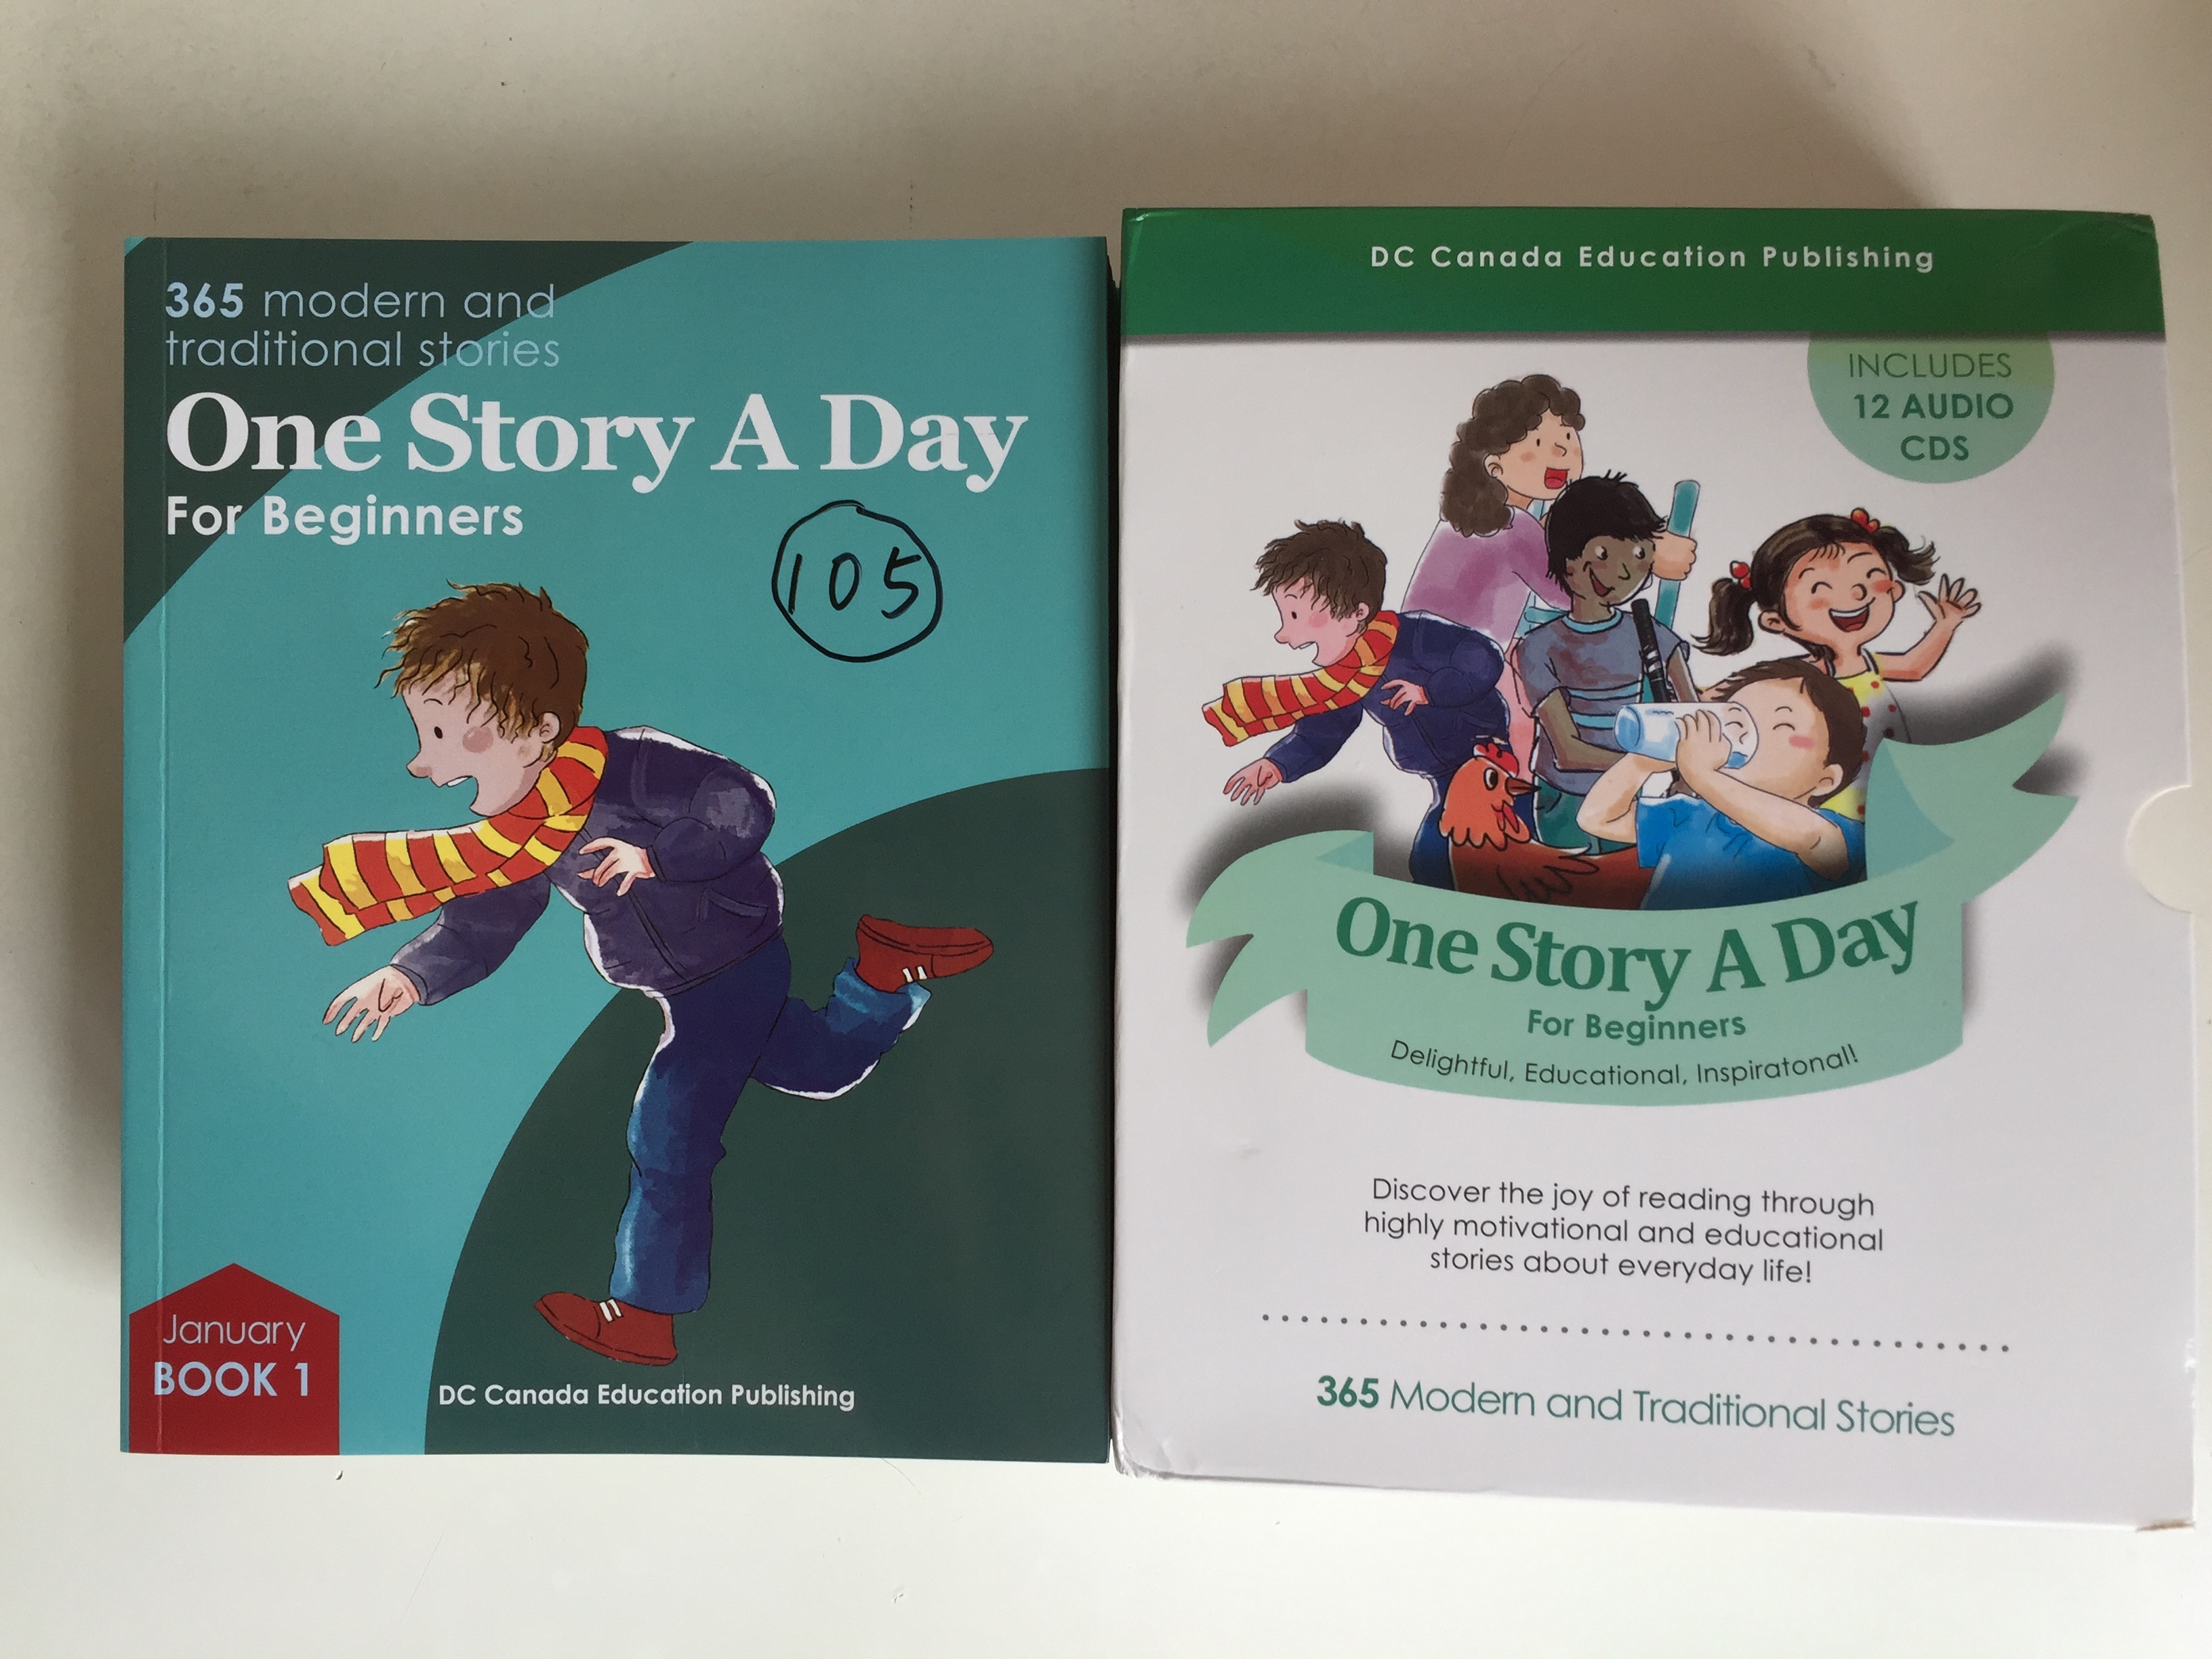 365 modern and
traditional stories
One Story A Day
For Beginners
105
January
BOOK 1
DC Canada Education Publishing
DC Canada Education Publishing
INCLUDES
12 AUDIO
CDS
One Story A Day
For Beginners
Delightful, Educational, Inspiratonal!
Discover the joy of reading through
highly motivational and educational
stories about everyday life!
365 Modern and Traditional Stories